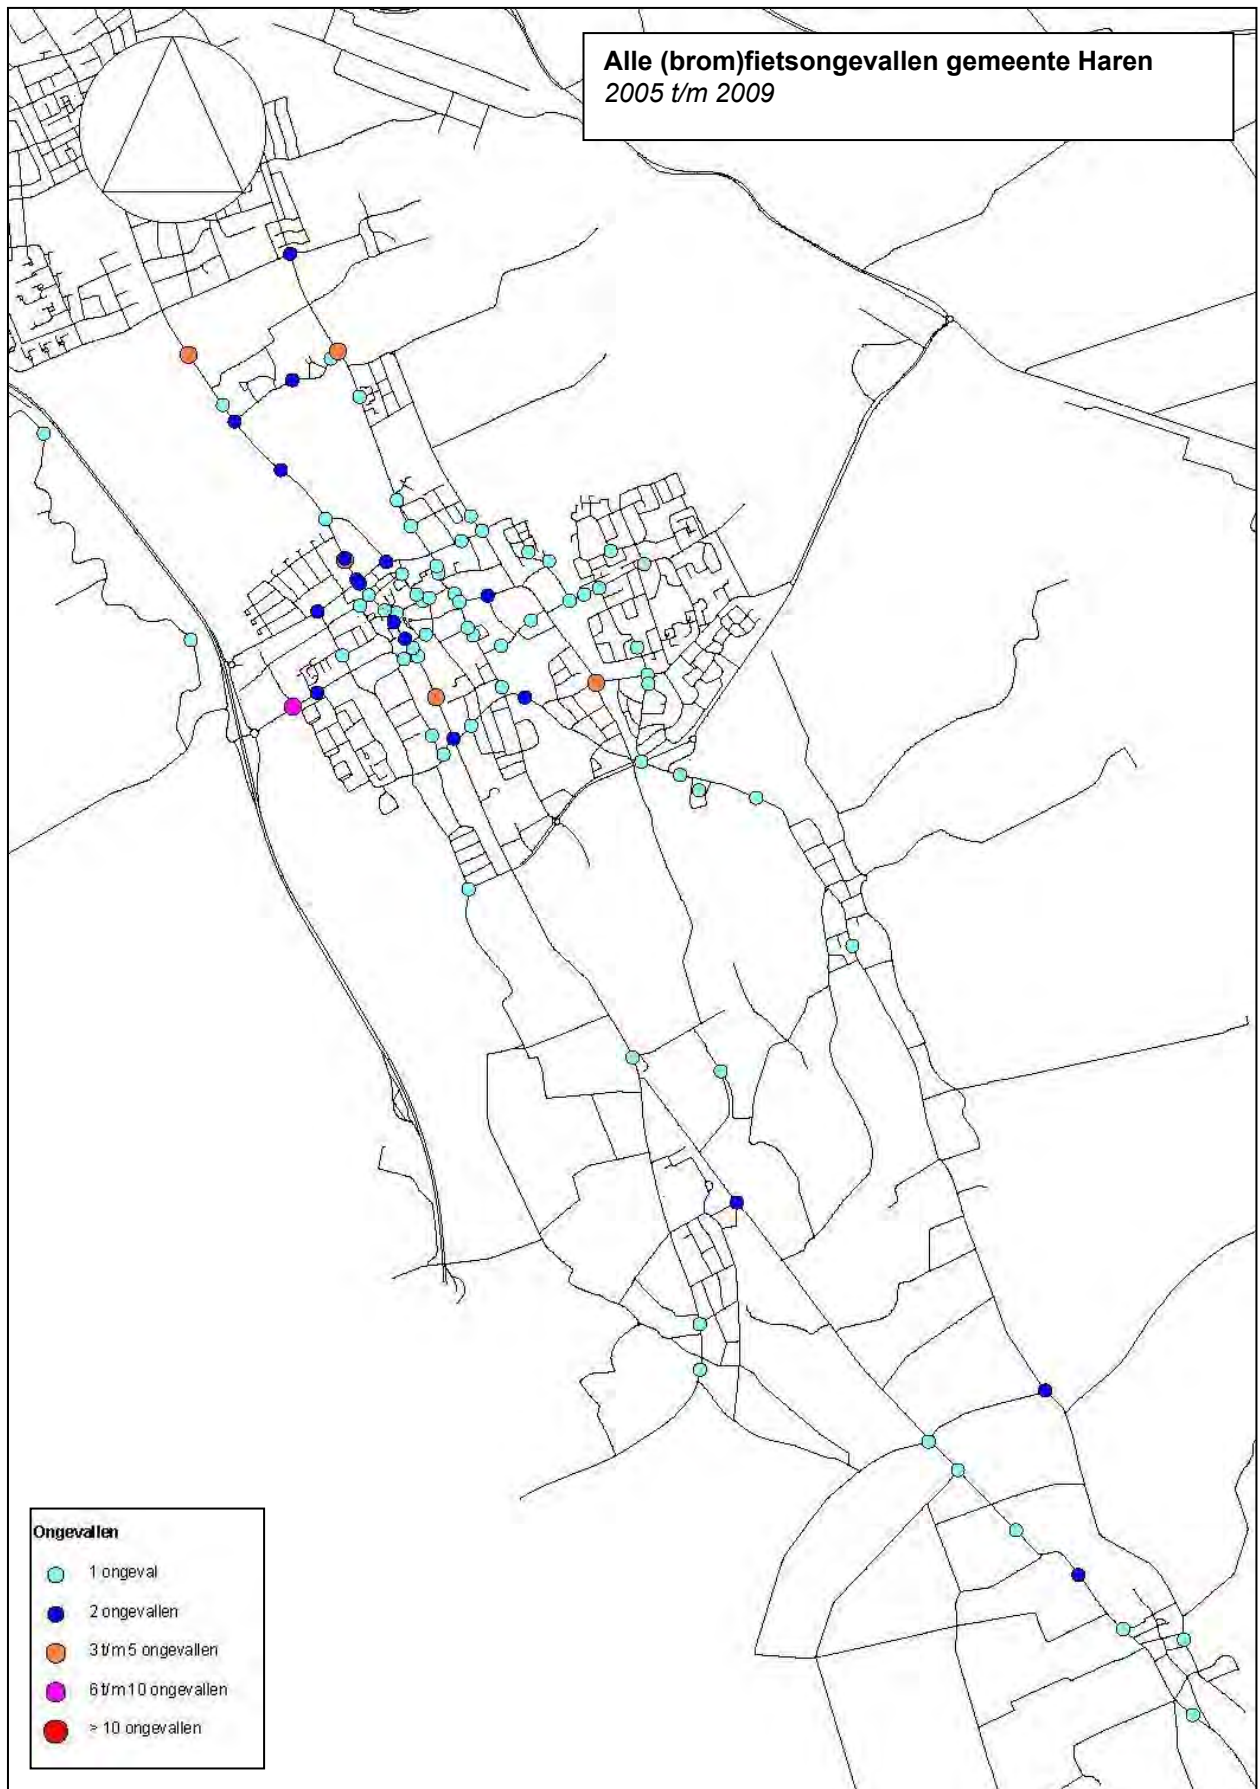 Alle (brom)fietsongevallen gemeente Haren
2005 t/m 2009
Ongevallen
1 ongeval
2 ongevallen
3 t/m 5 ongevallen
6 t/m 10 ongevallen
> 10 ongevallen